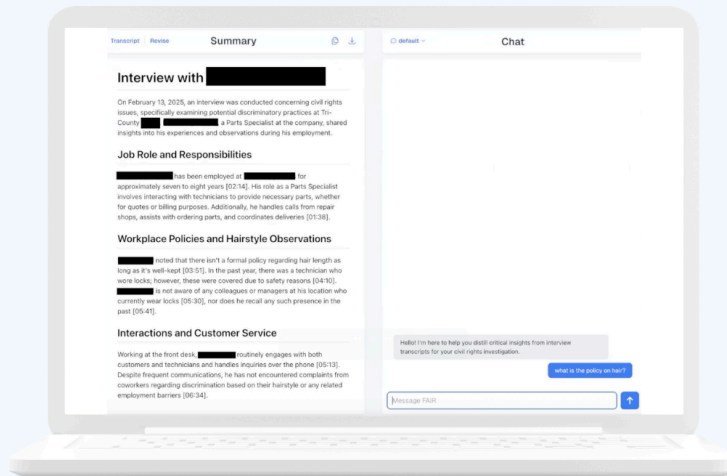 Transcript Revise Summary
default Chat
Interview with
On February 13, 2025, an interview was conducted concerning civil rights
issues, specifically examining potential discriminatory practices at Tri-
County , a Parts Specialist at the company, shared
insights into his experiences and observations during his employment.
Job Role and Responsibilities
has been employed at for
approximately seven to eight years [02:14]. His role as a Parts Specialist
involves interacting with technicians to provide necessary parts, whether
for quotes or billing purposes. Additionally, he handles calls from repair
shops, assists with ordering parts, and coordinates deliveries [01:38].
Workplace Policies and Hairstyle Observations
noted that there isn't a formal policy regarding hair length as
long as it's well-kept [03:51]. In the past year, there was a technician who
wore locks; however, these were covered due to safety reasons [04:10].
is not aware of any colleagues or managers at his location who
currently wear locks [05:30], nor does he recall any such presence in the
past [05:41].
Interactions and Customer Service
Working at the front desk, routinely engages with both
customers and technicians and handles inquiries over the phone [05:13].
Despite frequent communications, he has not encountered complaints from
coworkers regarding discrimination based on their hairstyle or any related
employment barriers [06:34].
Hello! I'm here to help you distill critical insights from interview
transcripts for your civil rights investigation.
what is the policy on hair?
Message FAIR